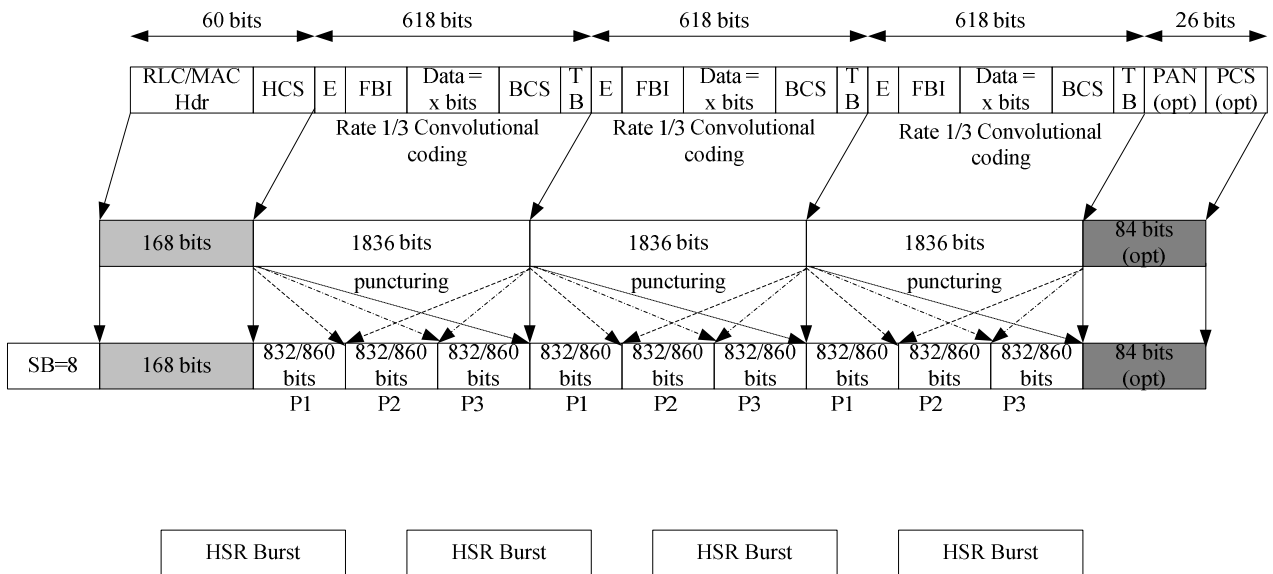 60 bits
618 bits
618 bits
618 bits
26 bits
RLC/MAC
Hdr
HCS
E
FBI
Data =
x bits
BCS
T
B
E
FBI
Data =
x bits
BCS
T
B
E
FBI
Data =
x bits
BCS
T
B
PAN
(opt)
PCS
(opt)
Rate 1/3 Convolutional
coding
Rate 1/3 Convolutional
coding
Rate 1/3 Convolutional
coding
168 bits
1836 bits
1836 bits
1836 bits
84 bits
(opt)
puncturing
puncturing
puncturing
SB=8
168 bits
832/860
bits
832/860
bits
832/860
bits
832/860
bits
832/860
bits
832/860
bits
832/860
bits
832/860
bits
832/860
bits
84 bits
(opt)
P1
P2
P3
P1
P2
P3
P1
P2
P3
HSR Burst
HSR Burst
HSR Burst
HSR Burst